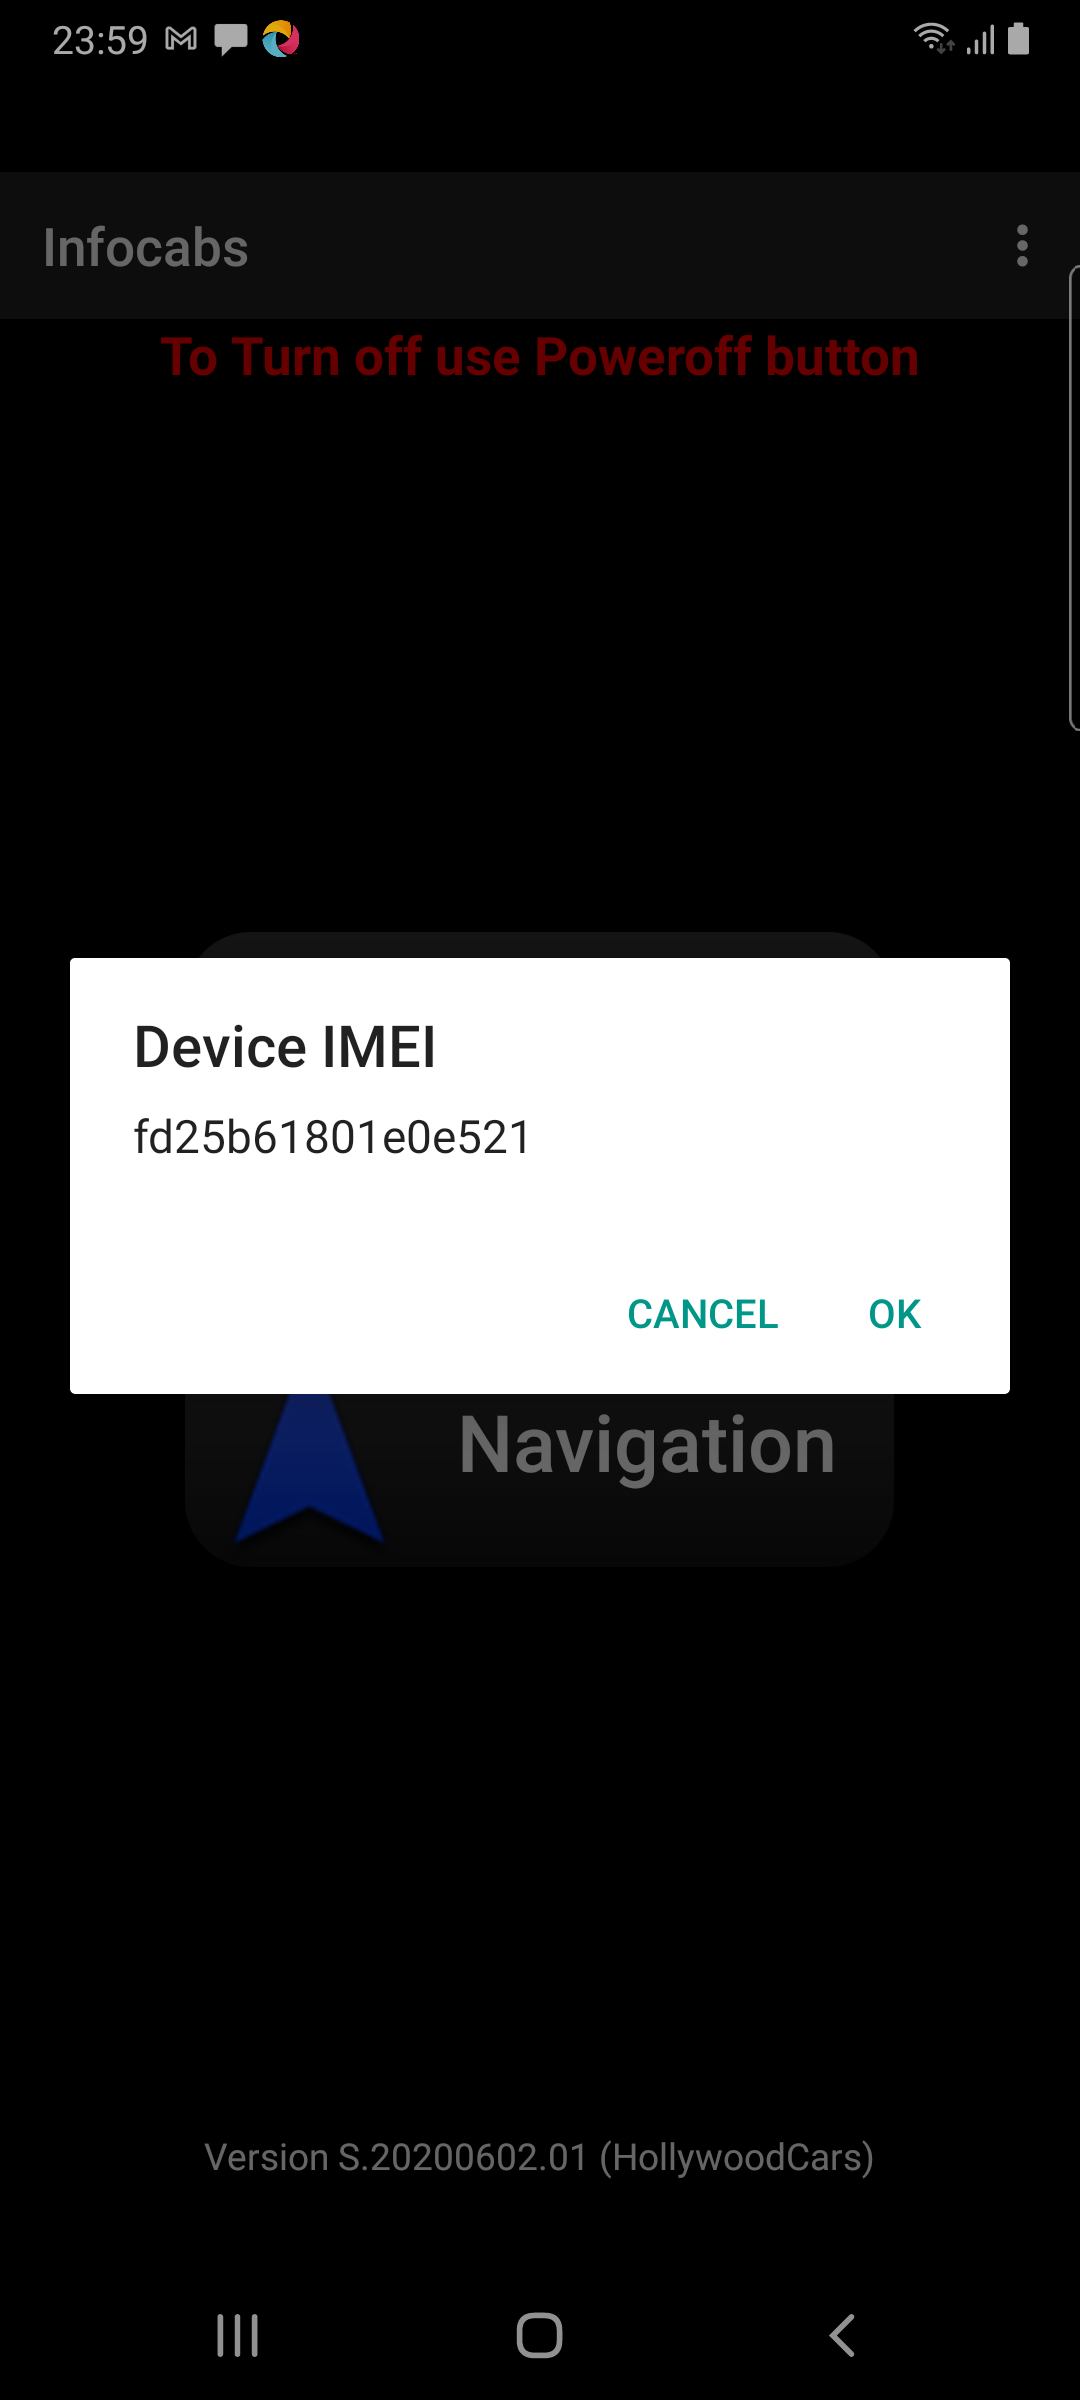 23:59
Infocabs
To Turn off use Poweroff button
Device IMEI
fd25b61801e0e521
CANCEL OK
Navigation
Version S.20200602.01 (HollywoodCars)